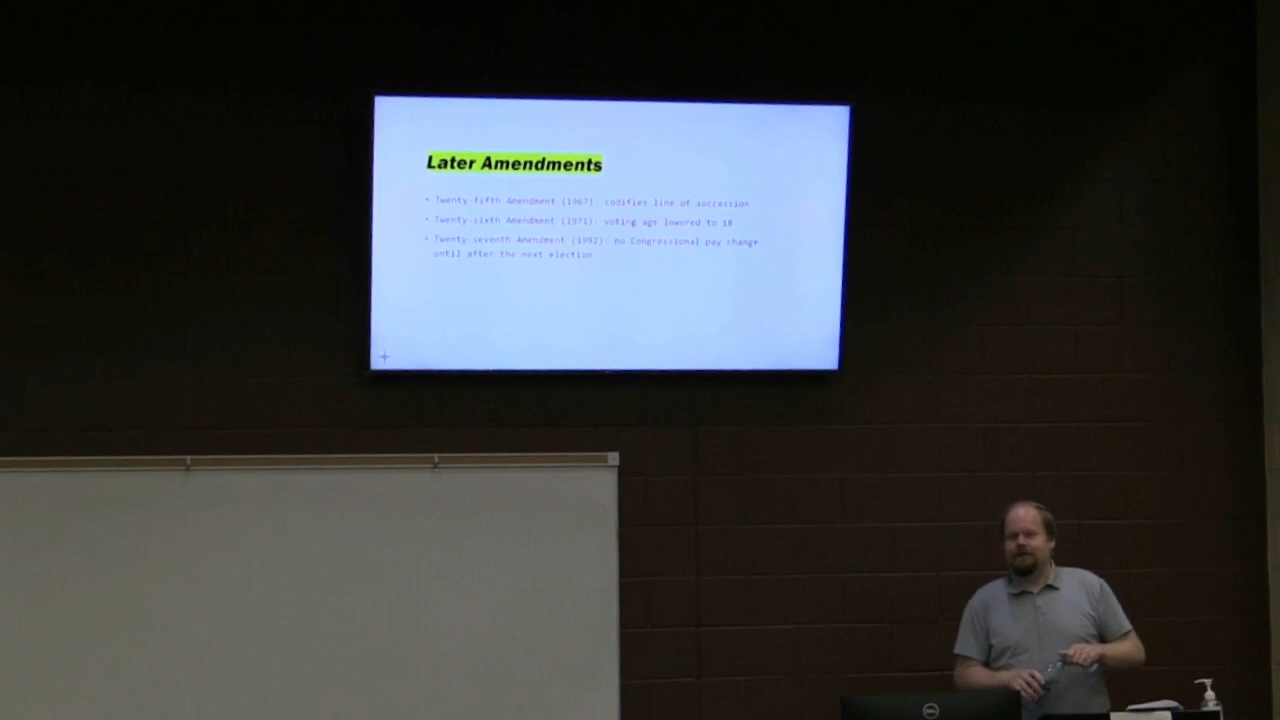 Later Amendments
• Twenty-fifth Amendment (1967): codifies line of succession
• Twenty-sixth Amendment (1971): voting age lowered to 18
• Twenty-seventh Amendment (1992): no Congressional pay change
until after the next election
DELL